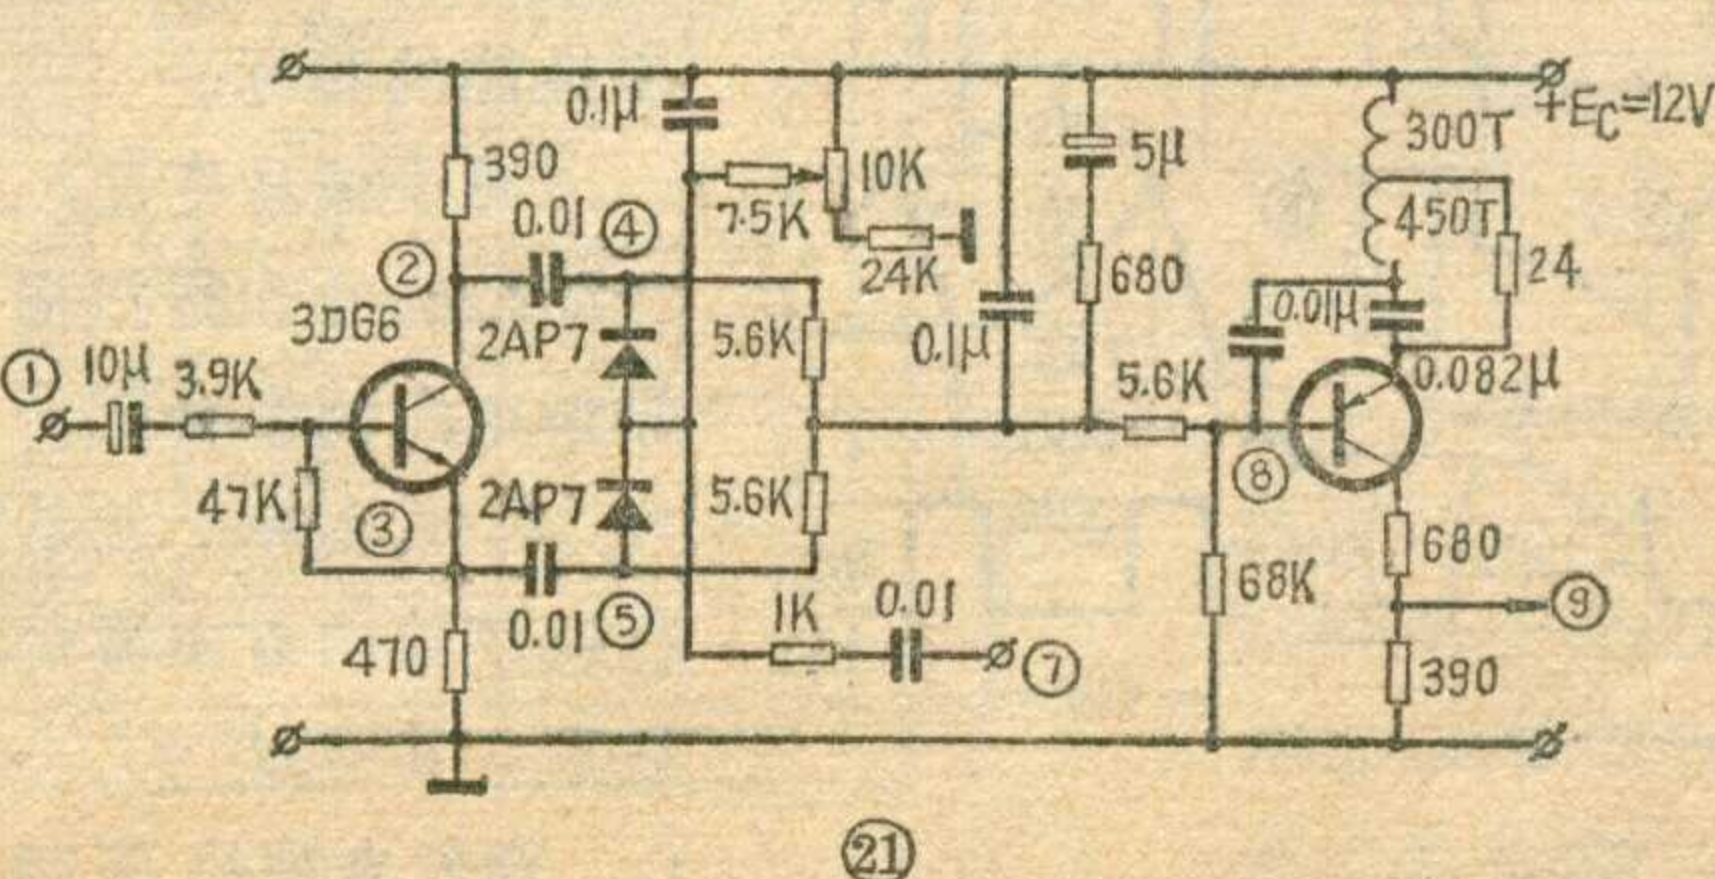 0.1μ
+EC=12V
300T
390
5μ
10K
0.01
④
7.5K
450T
②
24K
680
24
3DG6
2AP7
5.6K
0.1μ
0.01μ
①
10μ
3.9K
5.6K
0.082μ
⑧
47K
③
2AP7
5.6K
680
68K
1K
0.01
⑨
0.01
⑤
470
⑦
390
㉑